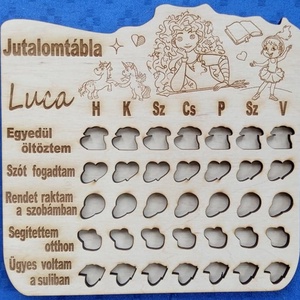 Jutalomtábla
Luca
H K Sz Cs P Sz V
Egyedül
öltöztem
Szót fogadtam
Rendet raktam
a szobámban
Segítettem
otthon
Ügyes voltam
a suliban